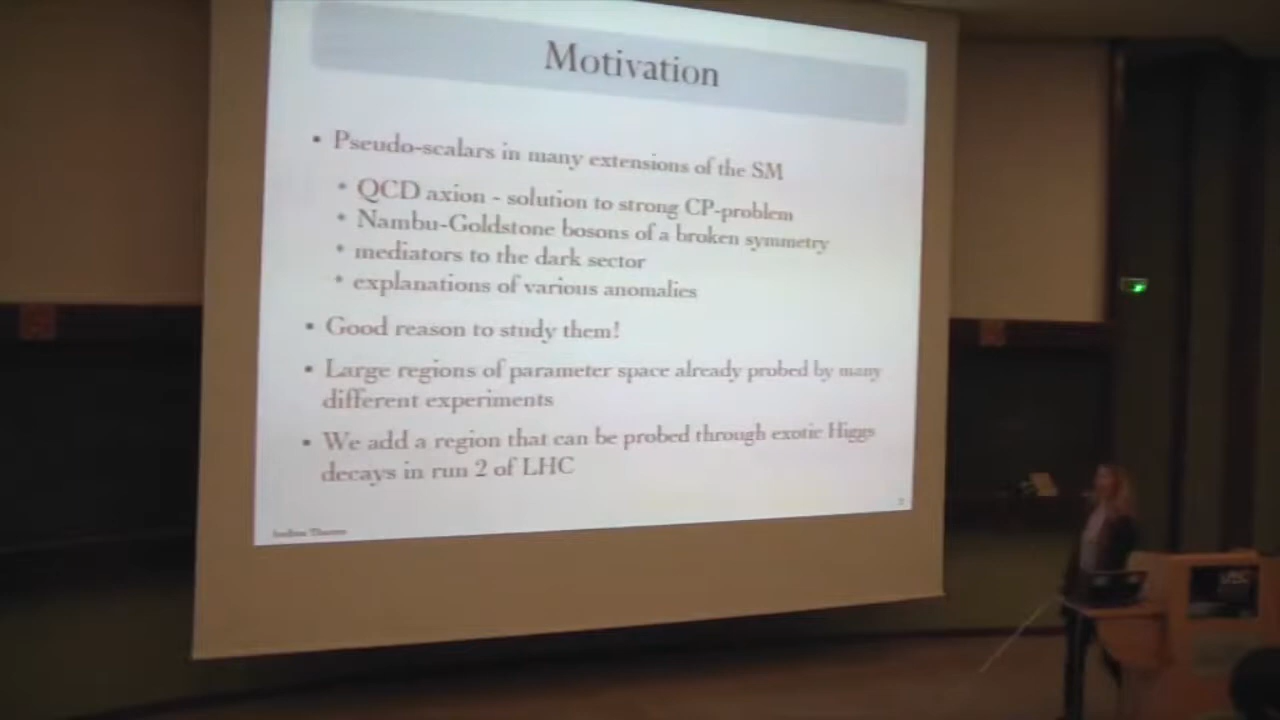 Motivation
• Pseudo-scalars in many extensions of the SM
• QCD axion - solution to strong CP-problem
• Nambu-Goldstone bosons of a broken symmetry
• mediators to the dark sector
• explanations of various anomalies
• Good reason to study them!
• Large regions of parameter space already probed by many
different experiments
• We add a region that can be probed through exotic Higgs
decays in run 2 of LHC